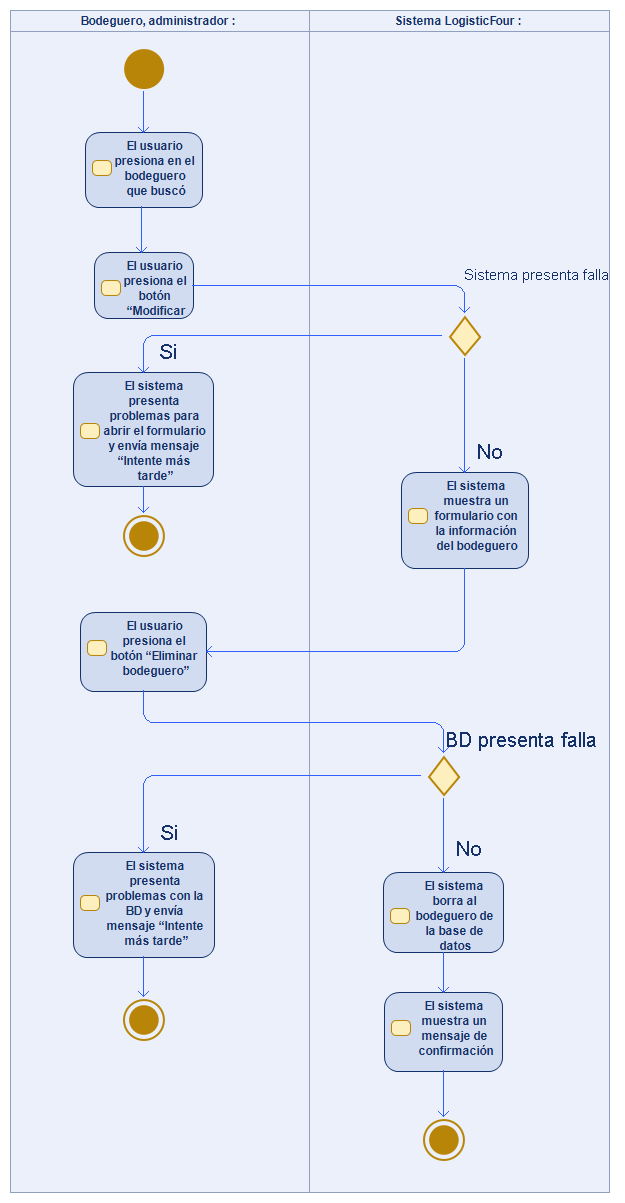 Bodeguero, administrador :
Sistema LogisticFour :
El usuario
presiona en el
bodeguero
que buscó
El usuario
presiona el
botón
“Modificar
Sistema presenta falla
Si
El sistema
presenta
problemas para
abrir el formulario
y envía mensaje
“Intente más
tarde”
No
El sistema
muestra un
formulario con
la información
del bodeguero
El usuario
presiona el
botón “Eliminar
bodeguero”
BD presenta falla
Si
El sistema
presenta
problemas con la
BD y envía
mensaje “Intente
más tarde”
No
El sistema
borra al
bodeguero de
la base de
datos
El sistema
muestra un
mensaje de
confirmación